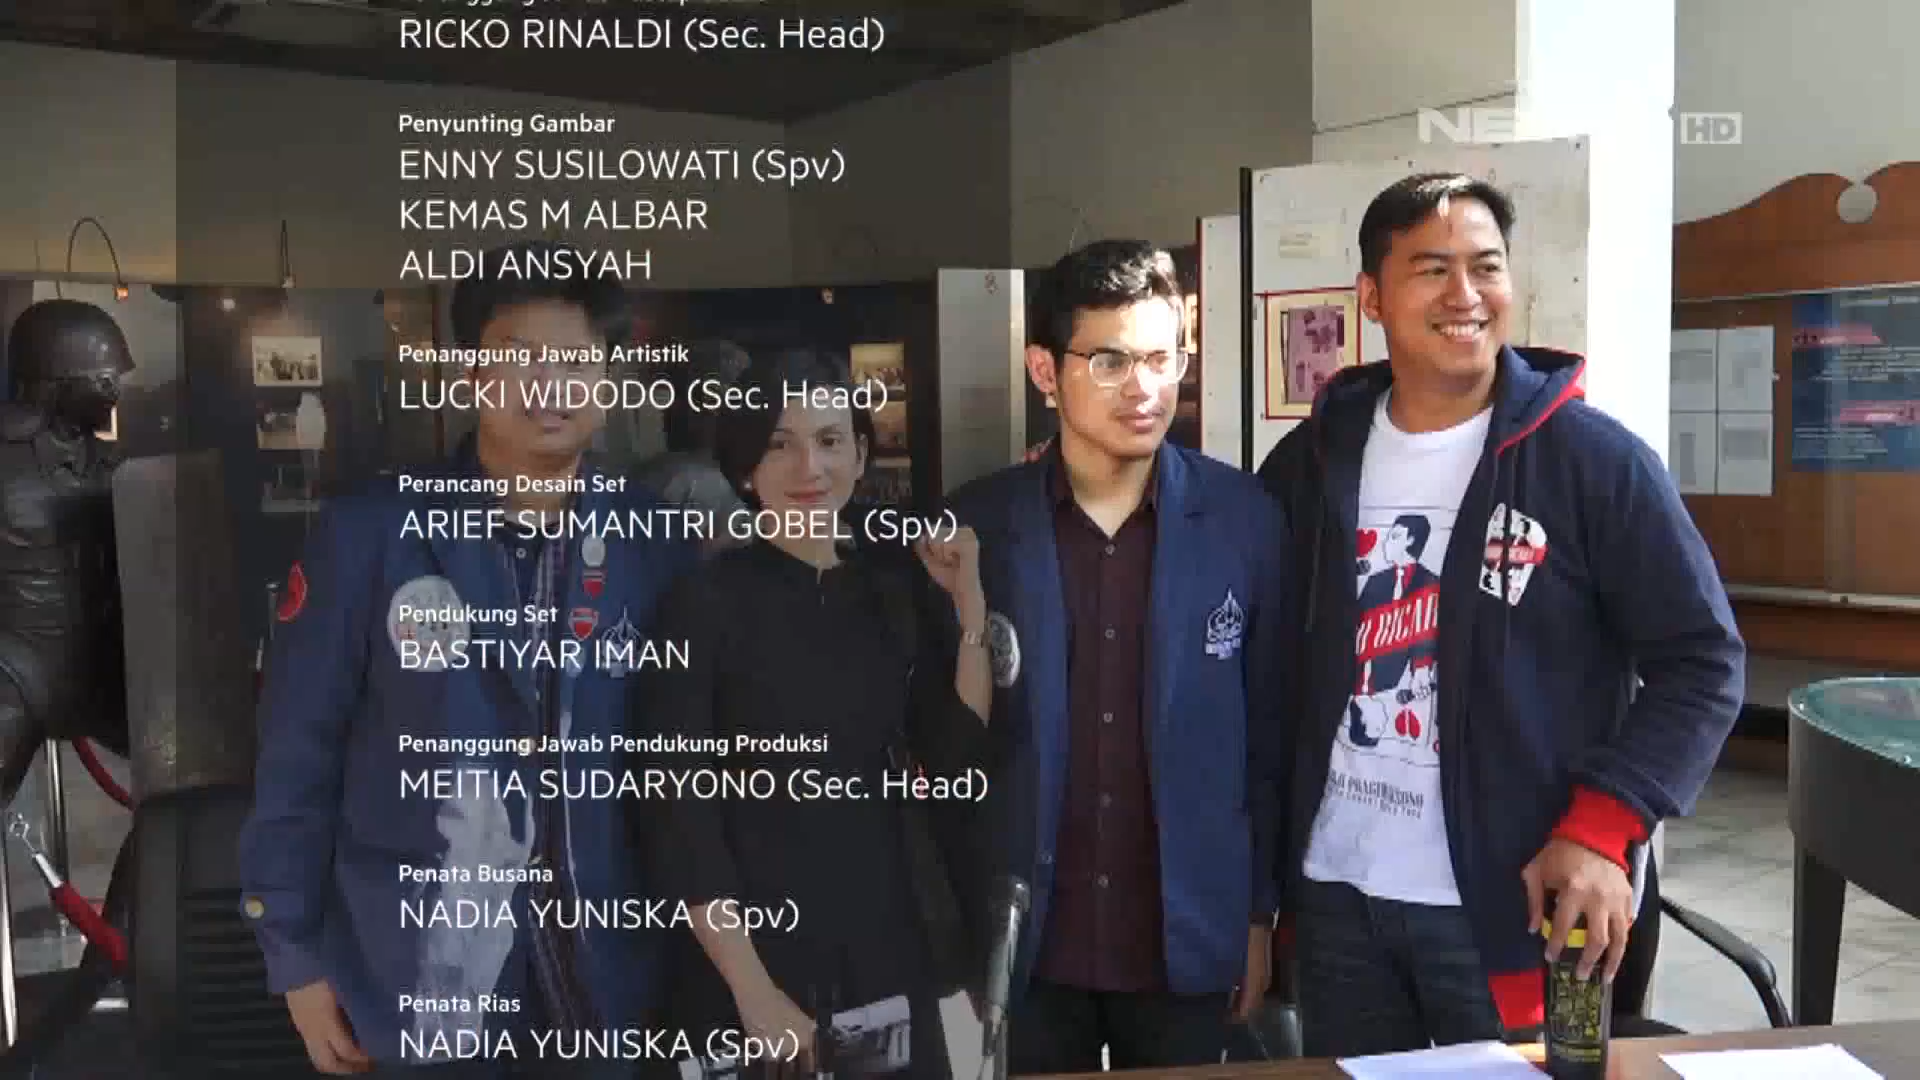 RICKO RINALDI (Sec. Head)
Penyunting Gambar
ENNY SUSILOWATI (Spv)
KEMAS M ALBAR
ALDI ANSYAH
Penanggung Jawab Artistik
LUCKI WIDODO (Sec. Head)
Perancang Desain Set
ARIEF SUMANTRI GOBEL (Spv)
Pendukung Set
BASTIYAR IMAN
Penanggung Jawab Pendukung Produksi
MEITIA SUDARYONO (Sec. Head)
Penata Busana
NADIA YUNISKA (Spv)
Penata Rias
NADIA YUNISKA (Spv)
HD